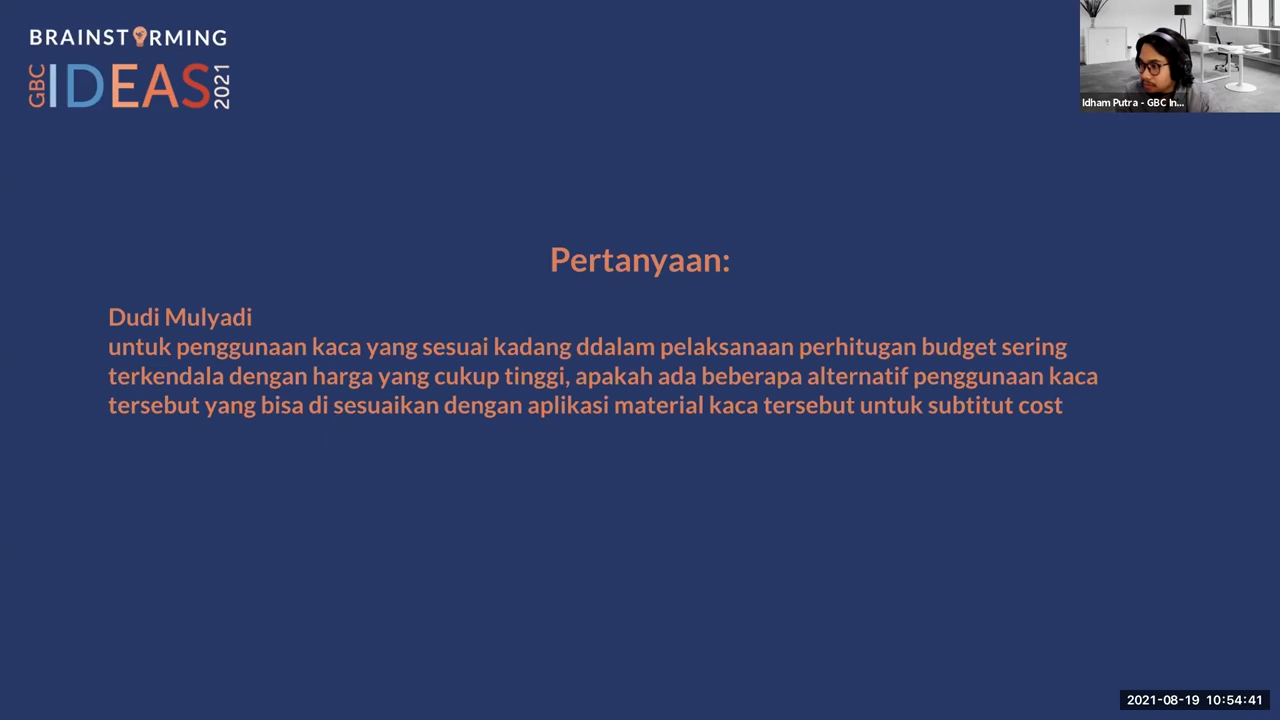 BRAINSTORMING
GBC IDEAS 2021
Idham Putra - GBC In...
Pertanyaan:
Dudi Mulyadi
untuk penggunaan kaca yang sesuai kadang ddalam pelaksanaan perhitugan budget sering
terkendala dengan harga yang cukup tinggi, apakah ada beberapa alternatif penggunaan kaca
tersebut yang bisa di sesuaikan dengan aplikasi material kaca tersebut untuk subtitut cost
2021-08-19 10:54:41